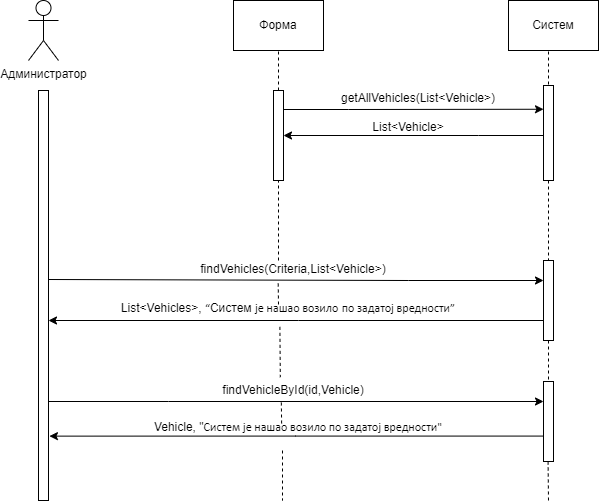 Форма
Систем
Администратор
getAllVehicles(List<Vehicle>)
List<Vehicle>
findVehicles(Criteria,List<Vehicle>)
List<Vehicles>, “Систем је нашао возило по задатој вредности”
findVehicleById(id,Vehicle)
Vehicle, "Систем је нашао возило по задатој вредности"